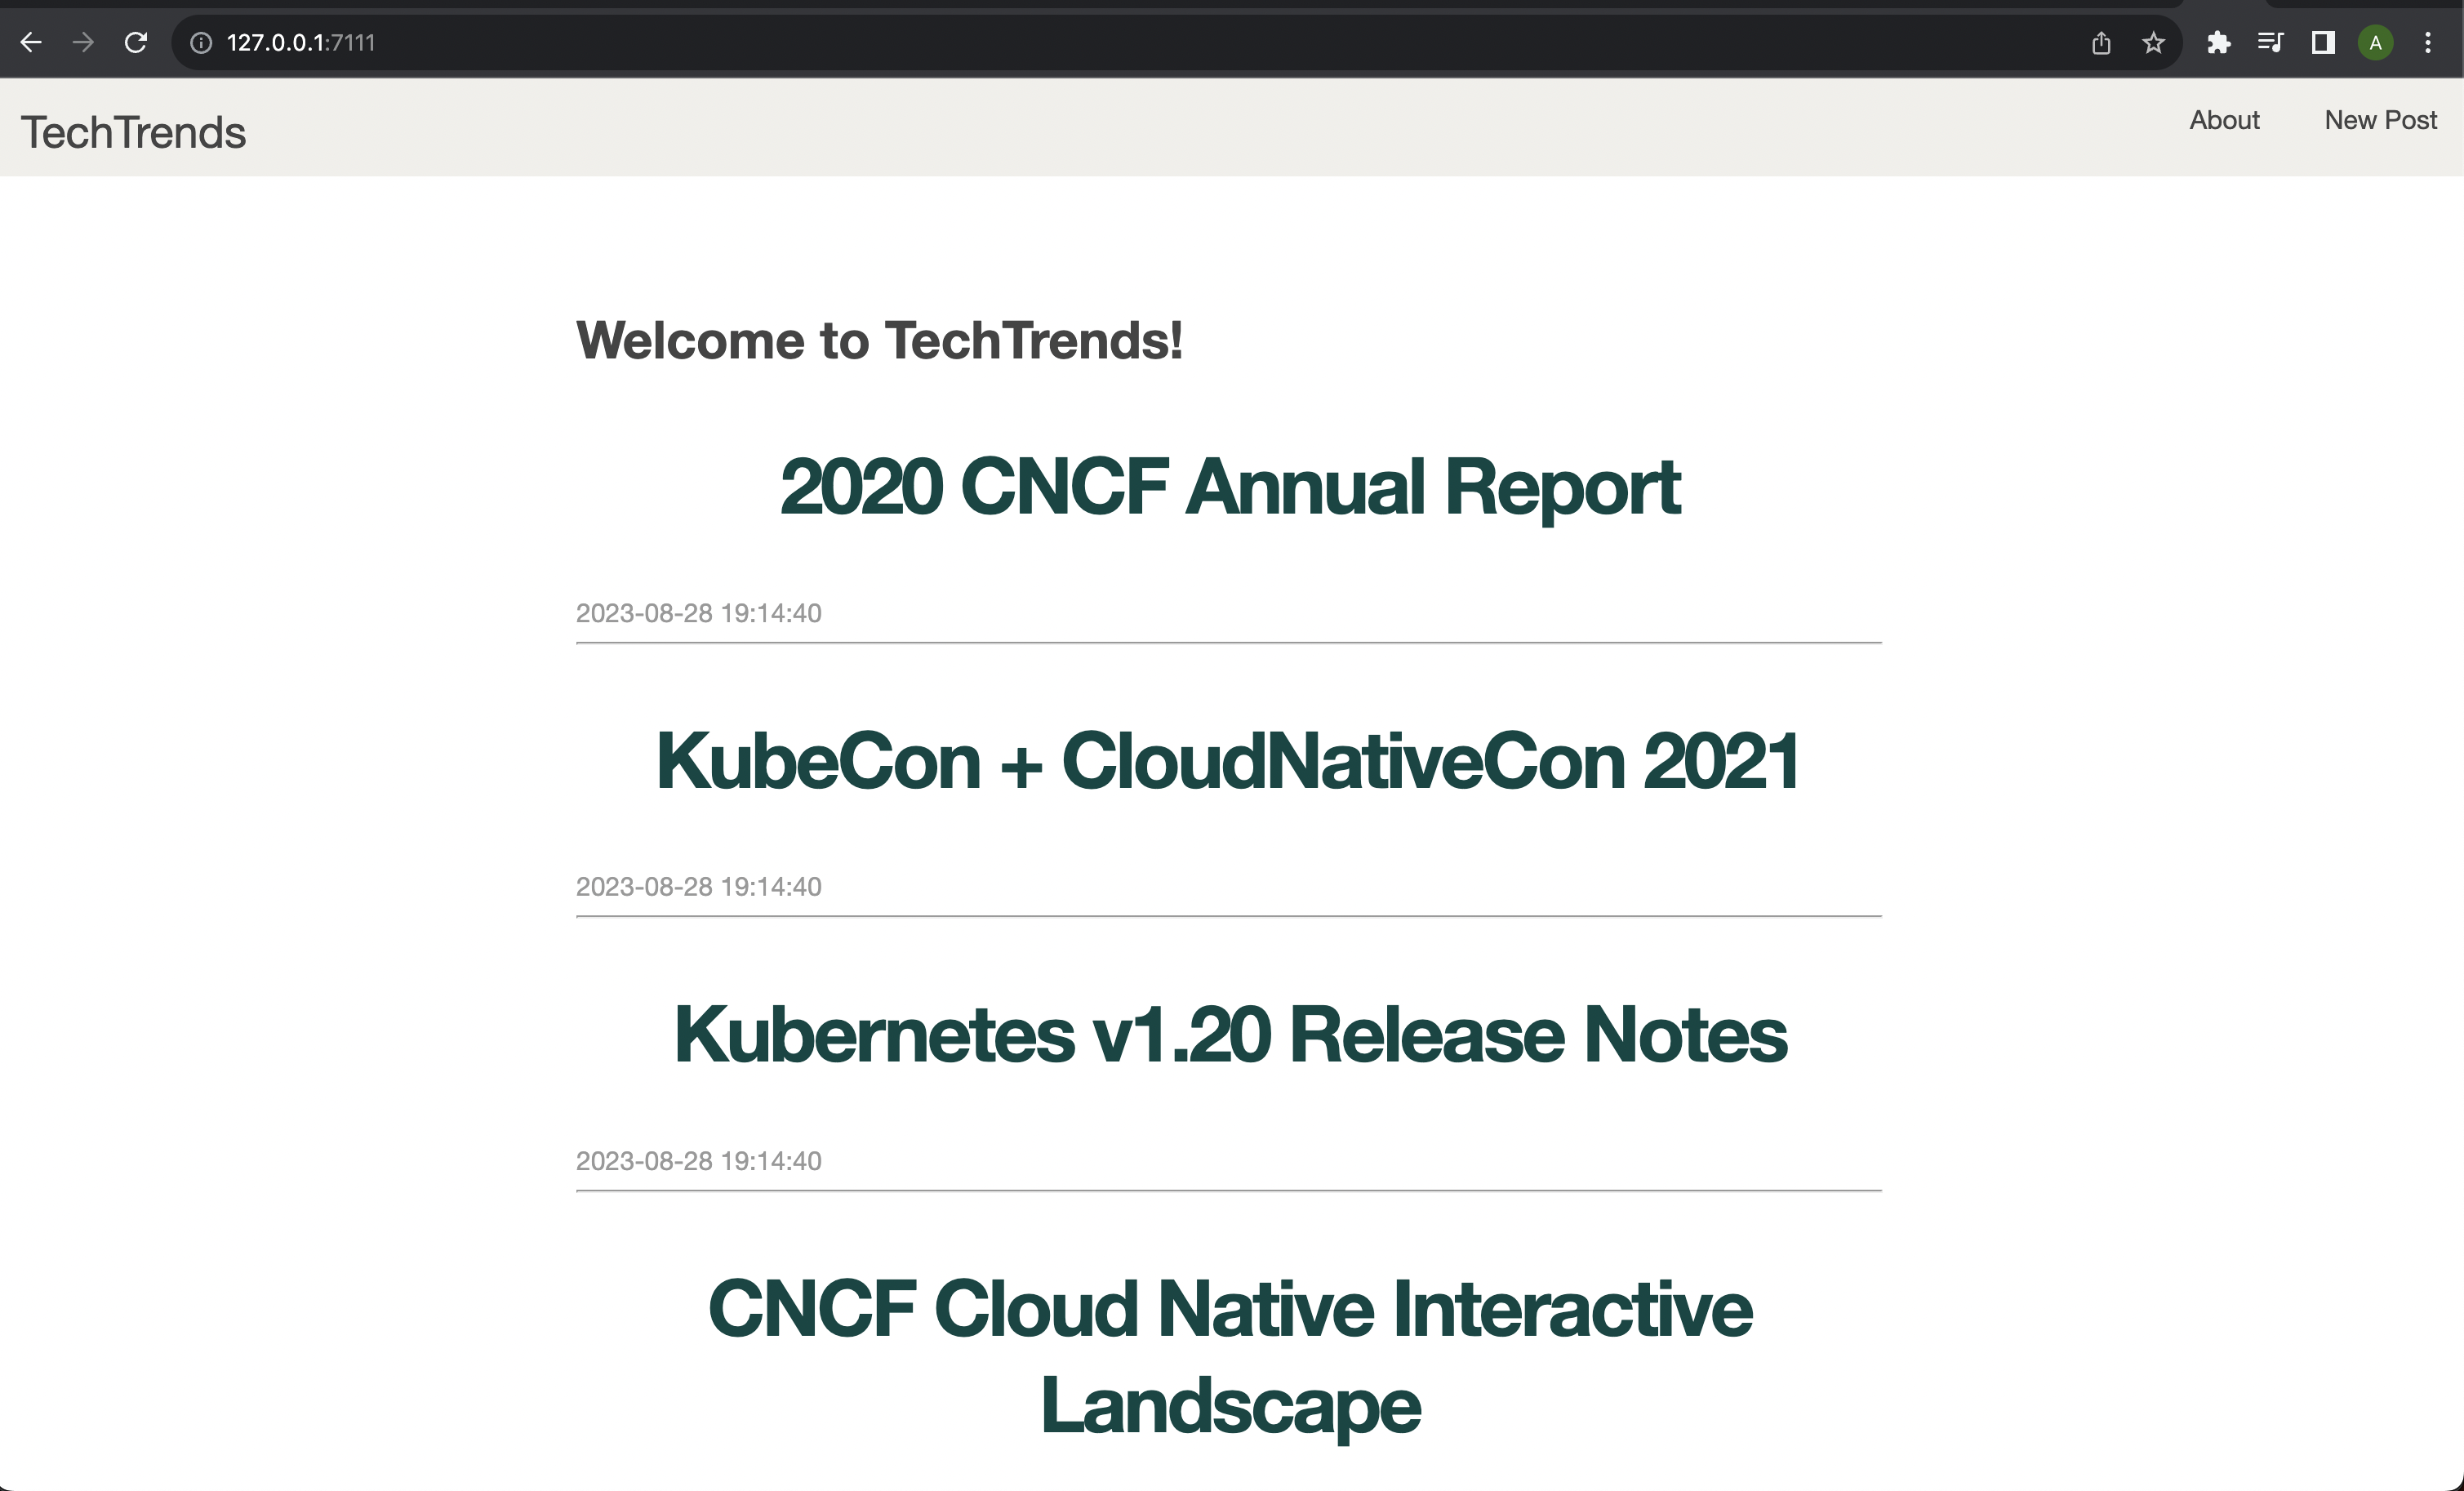 127.0.0.1:7111
A
TechTrends
About
New Post
Welcome to TechTrends!
2020 CNCF Annual Report
2023-08-28 19:14:40
KubeCon + CloudNativeCon 2021
2023-08-28 19:14:40
Kubernetes v1.20 Release Notes
2023-08-28 19:14:40
CNCF Cloud Native Interactive
Landscape